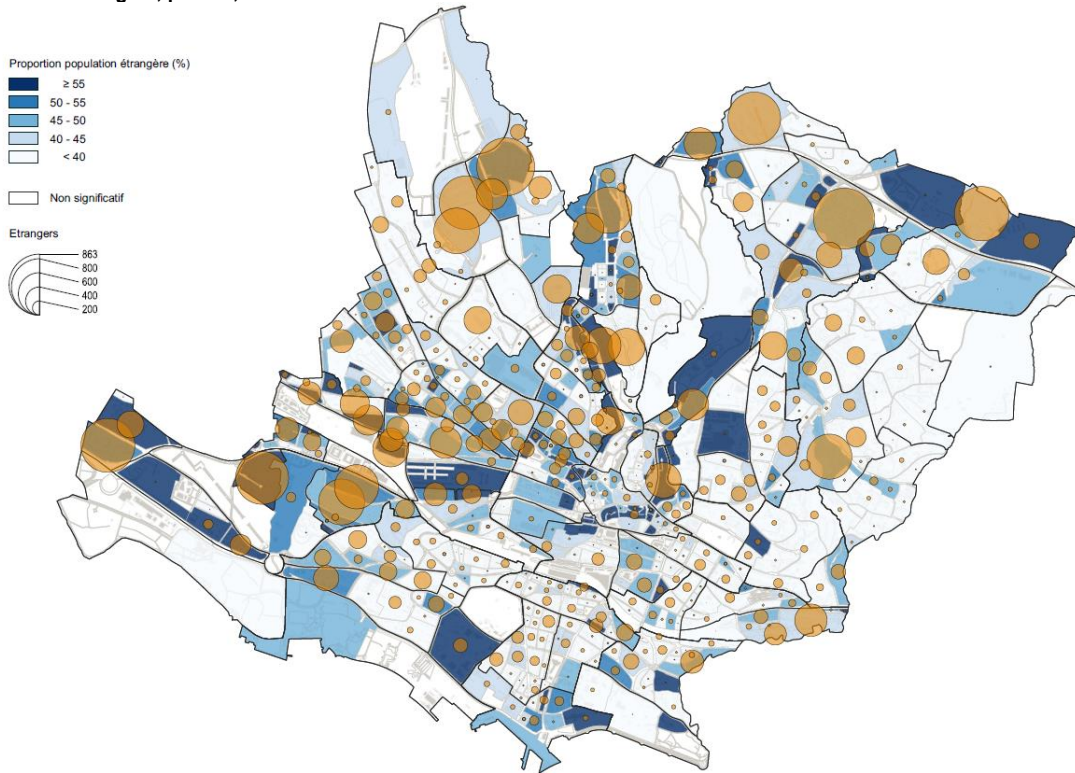 Proportion population étrangère (%)
≥ 55
50 - 55
45 - 50
40 - 45
< 40
Non significatif
Etrangers
863
800
600
400
200